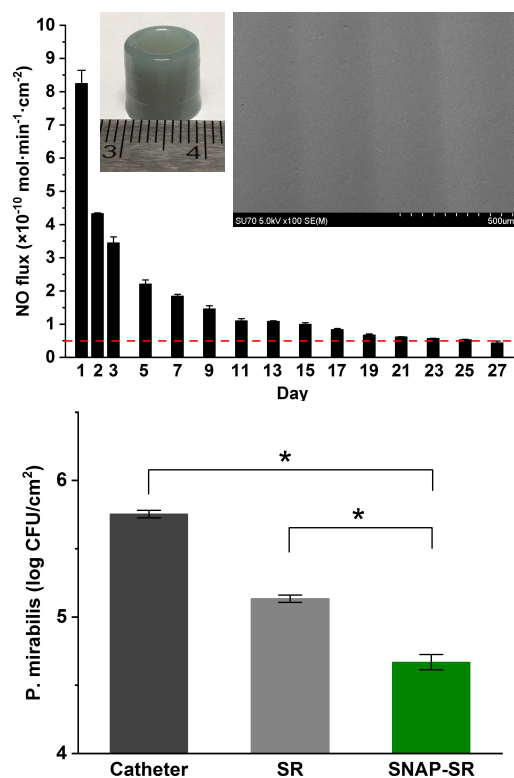 10
9
8
7
6
5
4
3
2
1
0
NO flux (×10⁻¹⁰ mol·min⁻¹·cm⁻²)
3 4
SU70 5.0kV x100 SE(M) 500um
1 2 3 5 7 9 11 13 15 17 19 21 23 25 27
Day
6
5
4
P. mirabilis (log CFU/cm²)
*
*
Catheter SR SNAP-SR